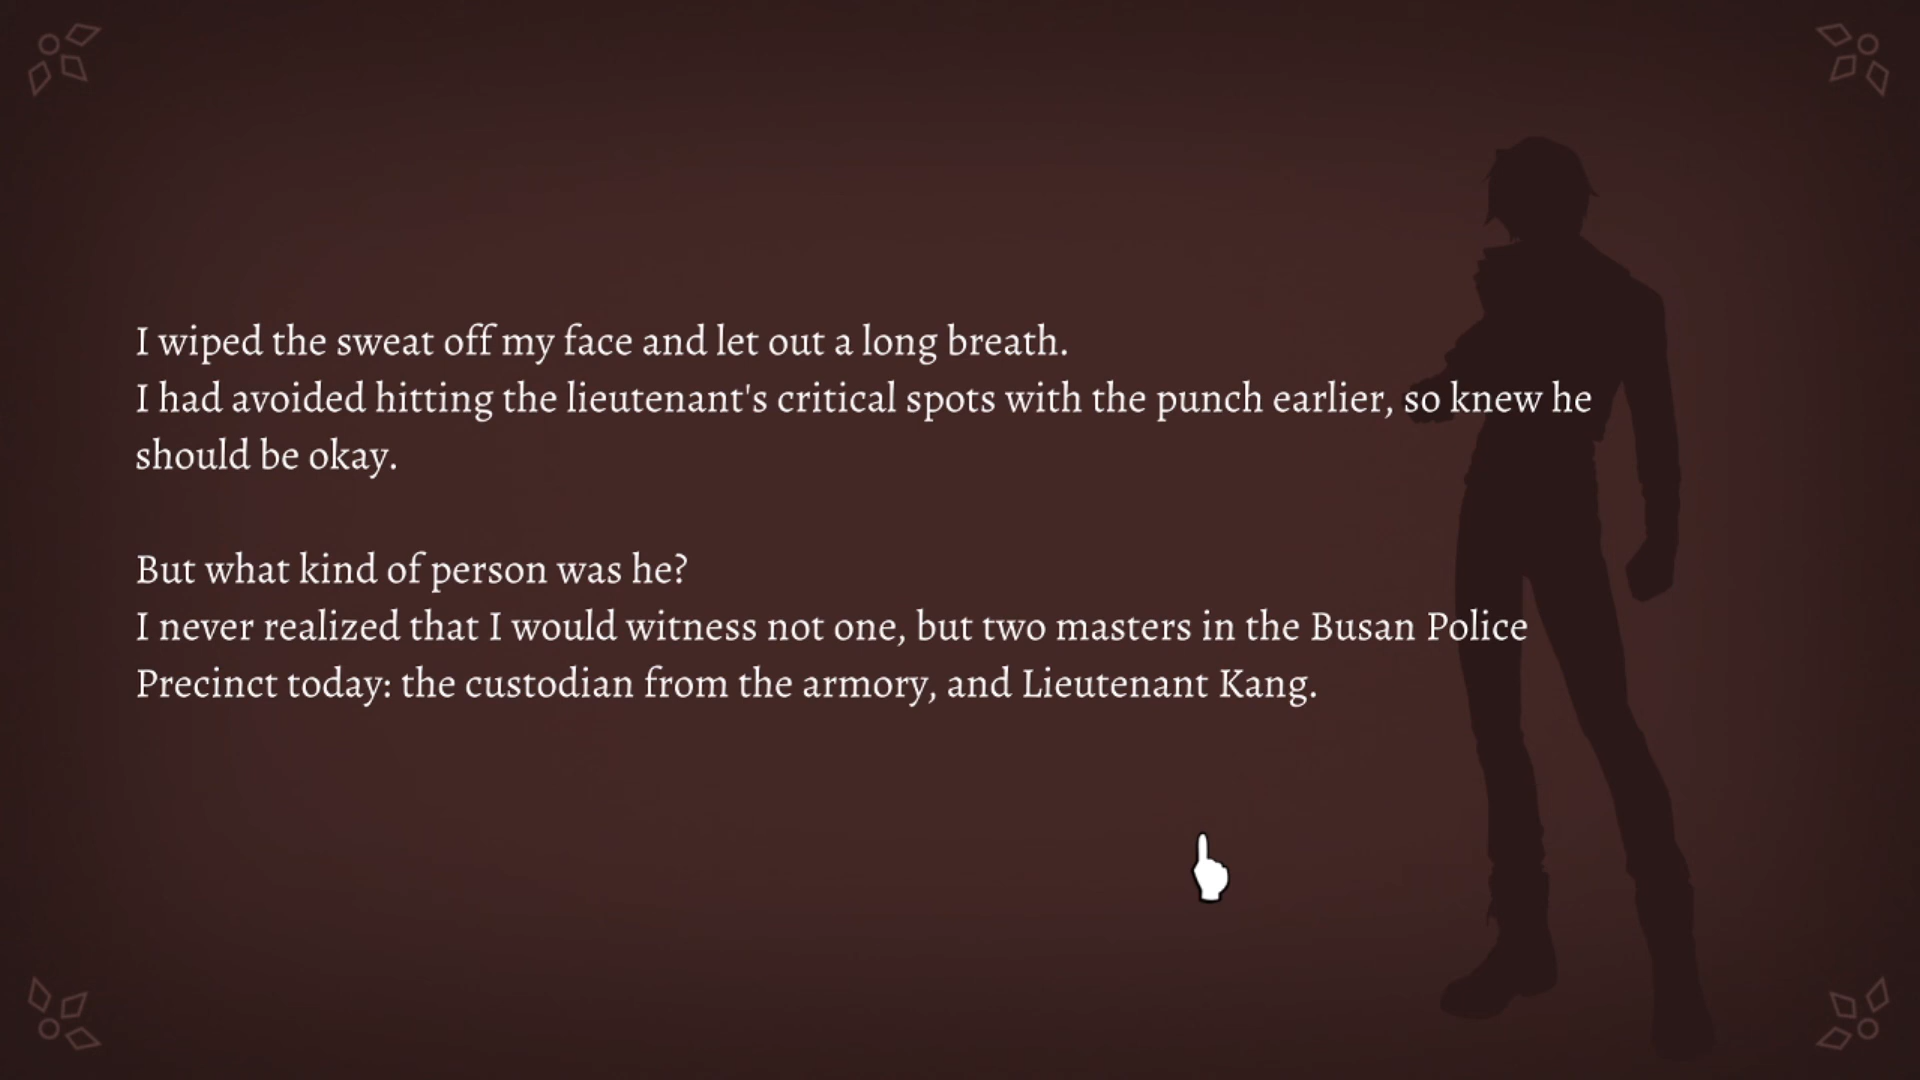 I wiped the sweat off my face and let out a long breath.
I had avoided hitting the lieutenant's critical spots with the punch earlier, so knew he
should be okay.
But what kind of person was he?
I never realized that I would witness not one, but two masters in the Busan Police
Precinct today: the custodian from the armory, and Lieutenant Kang.